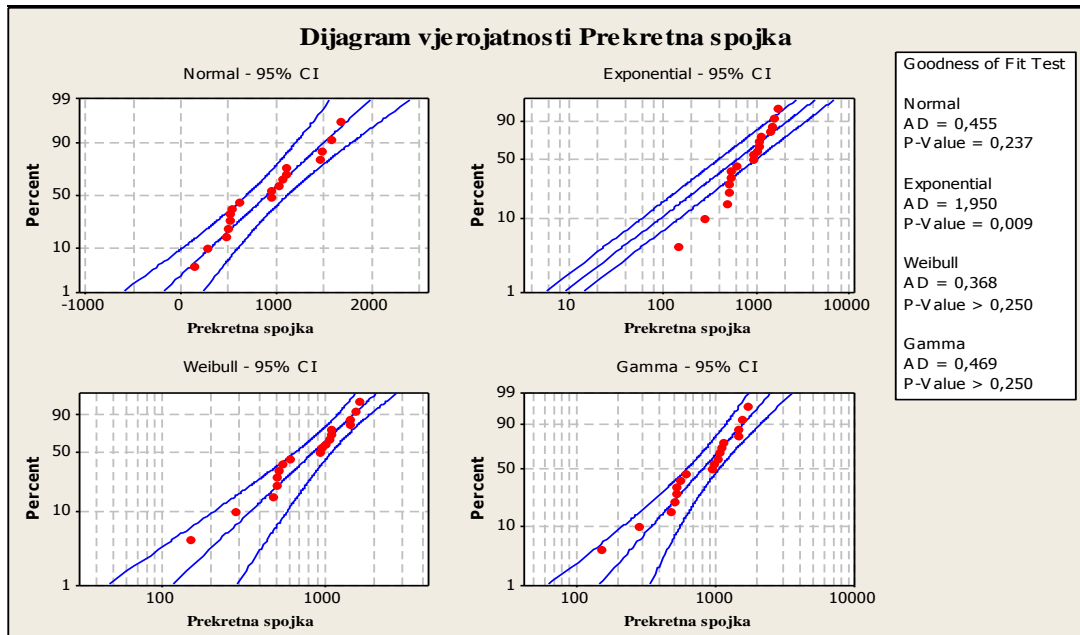 Dijagram vjerojatnosti Prekretna spojka
Normal - 95% CI
Percent
99
90
50
10
1
-1000
0
1000
2000
Prekretna spojka
Exponential - 95% CI
Percent
90
50
10
1
10
100
1000
10000
Prekretna spojka
Weibull - 95% CI
Percent
90
50
10
1
100
1000
Prekretna spojka
Gamma - 95% CI
Percent
99
90
50
10
1
100
1000
10000
Prekretna spojka
Goodness of Fit Test
Normal
AD = 0,455
P-Value = 0,237
Exponential
AD = 1,950
P-Value = 0,009
Weibull
AD = 0,368
P-Value > 0,250
Gamma
AD = 0,469
P-Value > 0,250